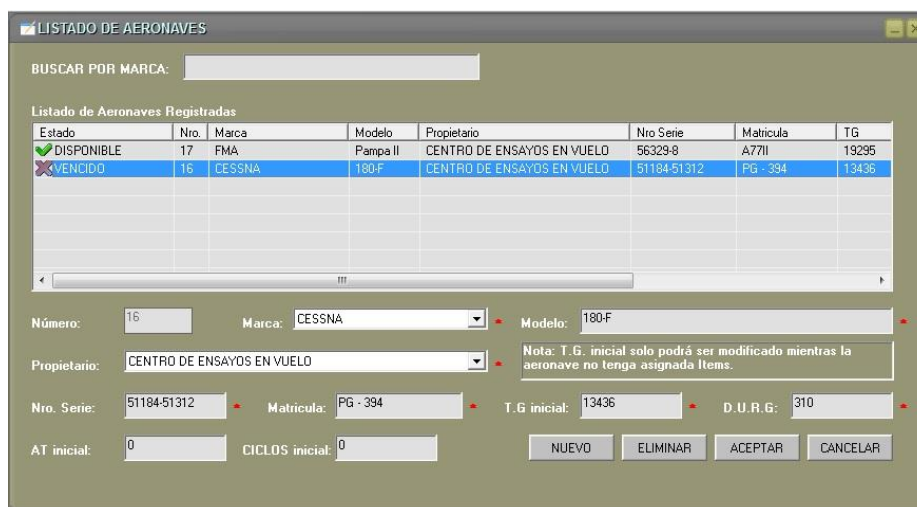 LISTADO DE AERONAVES
BUSCAR POR MARCA:
Listado de Aeronaves Registradas
Estado Nro. Marca Modelo Propietario Nro Serie Matricula TG
DISPONIBLE 17 FMA Pampa II CENTRO DE ENSAYOS EN VUELO 56329-8 A77II 19295
VENCIDO 16 CESSNA 180-F CENTRO DE ENSAYOS EN VUELO 51184-51312 PG - 394 13436
Número: 16 Marca: CESSNA * Modelo: 180-F *
Propietario: CENTRO DE ENSAYOS EN VUELO * Nota: T.G. inicial solo podrá ser modificado mientras la
aeronave no tenga asignada Items.
Nro. Serie: 51184-51312 * Matricula: PG - 394 * T.G inicial: 13436 * D.U.R.G: 310 *
AT inicial: 0 CICLOS inicial: 0 NUEVO ELIMINAR ACEPTAR CANCELAR